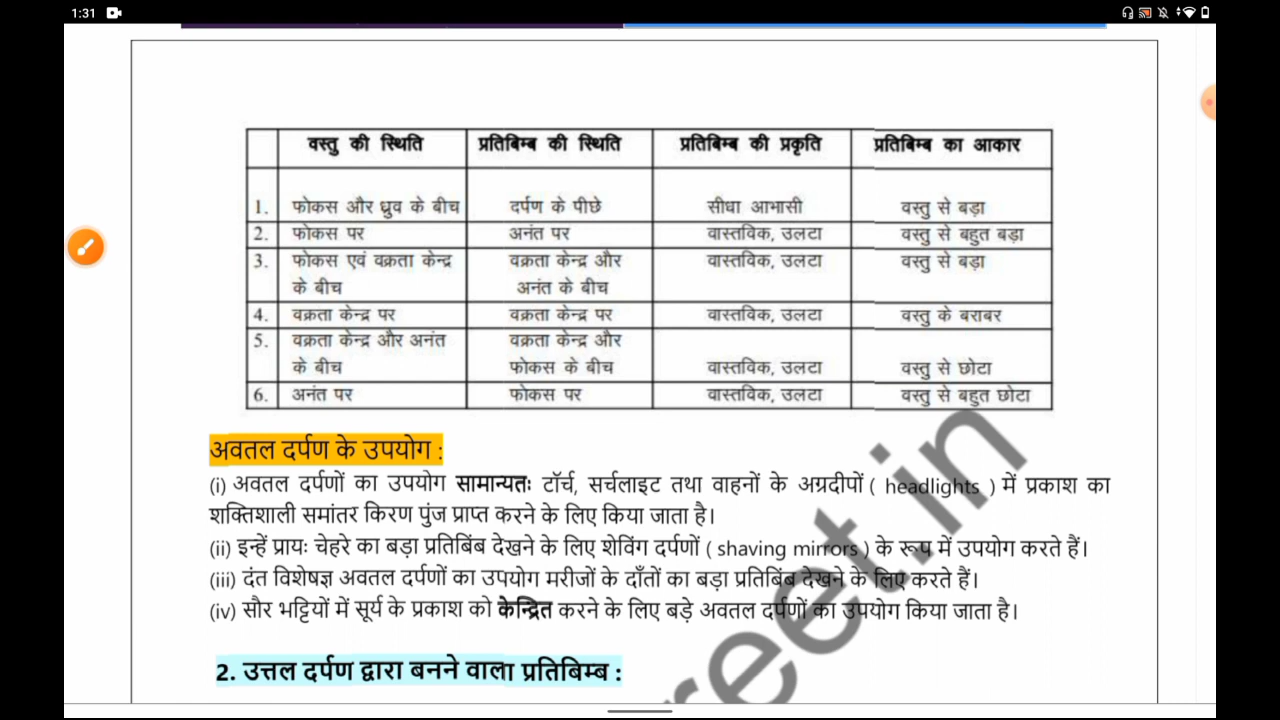 1:31
वस्तु की स्थिति प्रतिबिम्ब की स्थिति प्रतिबिम्ब की प्रकृति प्रतिबिम्ब का आकार
1. फोकस और ध्रुव के बीच दर्पण के पीछे सीधा आभासी वस्तु से बड़ा
2. फोकस पर अनंत पर वास्तविक, उलटा वस्तु से बहुत बड़ा
3. फोकस एवं वक्रता केन्द्र वक्रता केन्द्र और वास्तविक, उलटा वस्तु से बड़ा
के बीच अनंत के बीच
4. वक्रता केन्द्र पर वक्रता केन्द्र पर वास्तविक, उलटा वस्तु के बराबर
5. वक्रता केन्द्र और अनंत वक्रता केन्द्र और
के बीच फोकस के बीच वास्तविक, उलटा वस्तु से छोटा
6. अनंत पर फोकस पर वास्तविक, उलटा वस्तु से बहुत छोटा
अवतल दर्पण के उपयोग :
(i) अवतल दर्पणों का उपयोग सामान्यतः टॉर्च, सर्चलाइट तथा वाहनों के अग्रदीपों ( headlights ) में प्रकाश का
शक्तिशाली समांतर किरण पुंज प्राप्त करने के लिए किया जाता है।
(ii) इन्हें प्रायः चेहरे का बड़ा प्रतिबिंब देखने के लिए शेविंग दर्पणों ( shaving mirrors ) के रूप में उपयोग करते हैं।
(iii) दंत विशेषज्ञ अवतल दर्पणों का उपयोग मरीजों के दाँतों का बड़ा प्रतिबिंब देखने के लिए करते हैं।
(iv) सौर भट्टियों में सूर्य के प्रकाश को केन्द्रित करने के लिए बड़े अवतल दर्पणों का उपयोग किया जाता है।
2. उत्तल दर्पण द्वारा बनने वाला प्रतिबिम्ब :
reet.in